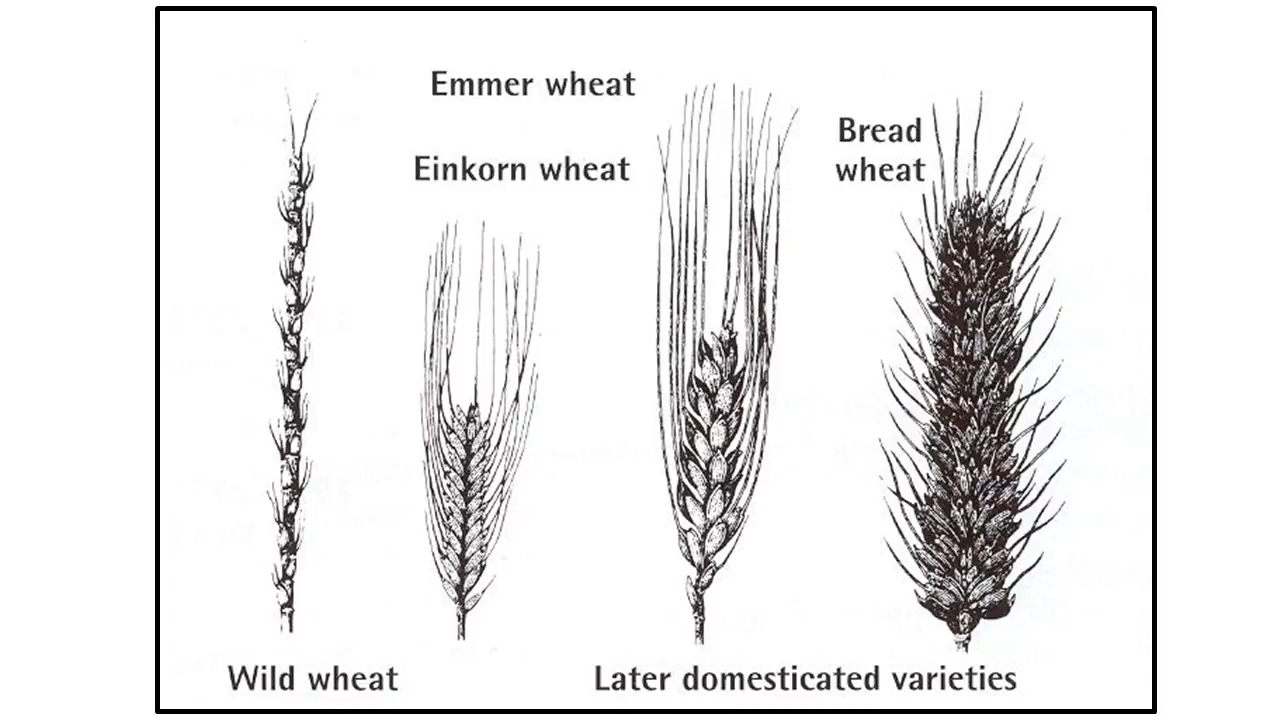 Emmer wheat
Einkorn wheat
Bread
wheat
Wild wheat
Later domesticated varieties